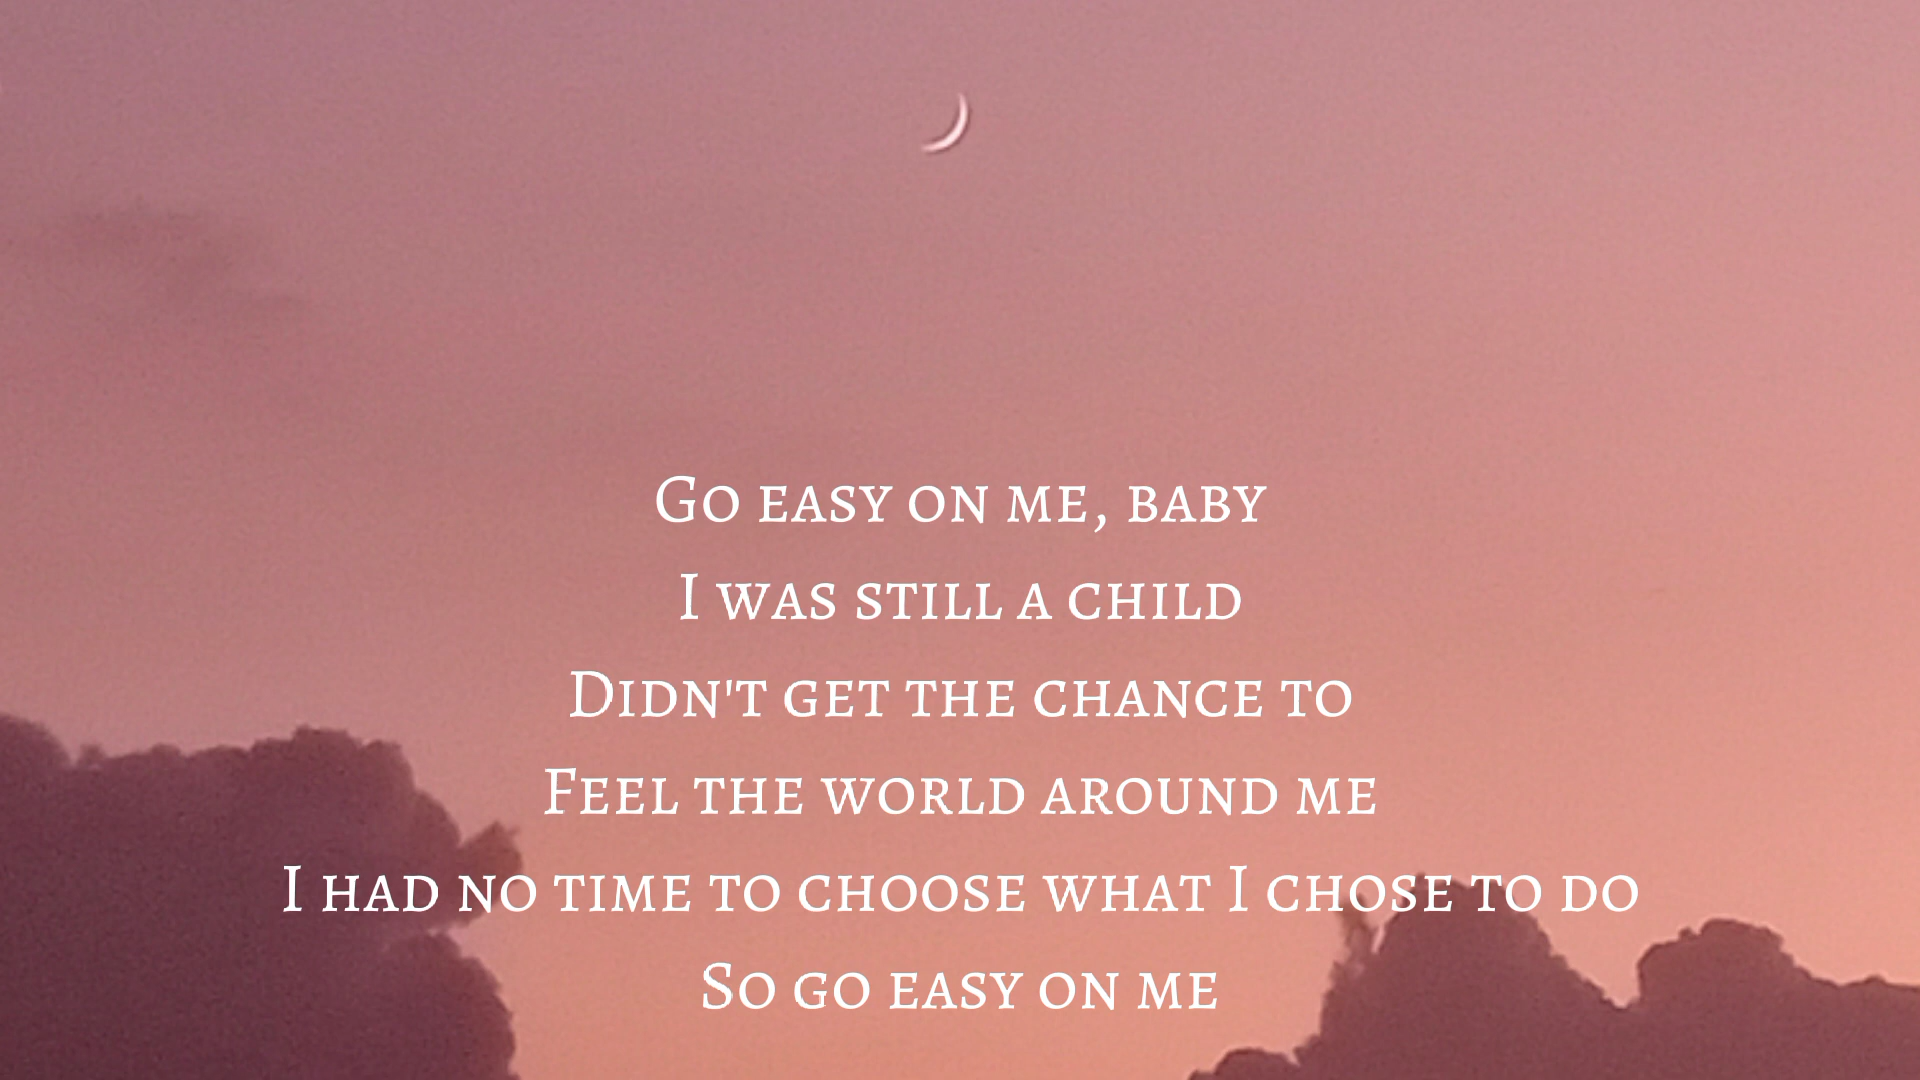 Go easy on me, baby
I was still a child
Didn't get the chance to
Feel the world around me
I had no time to choose what I chose to do
So go easy on me